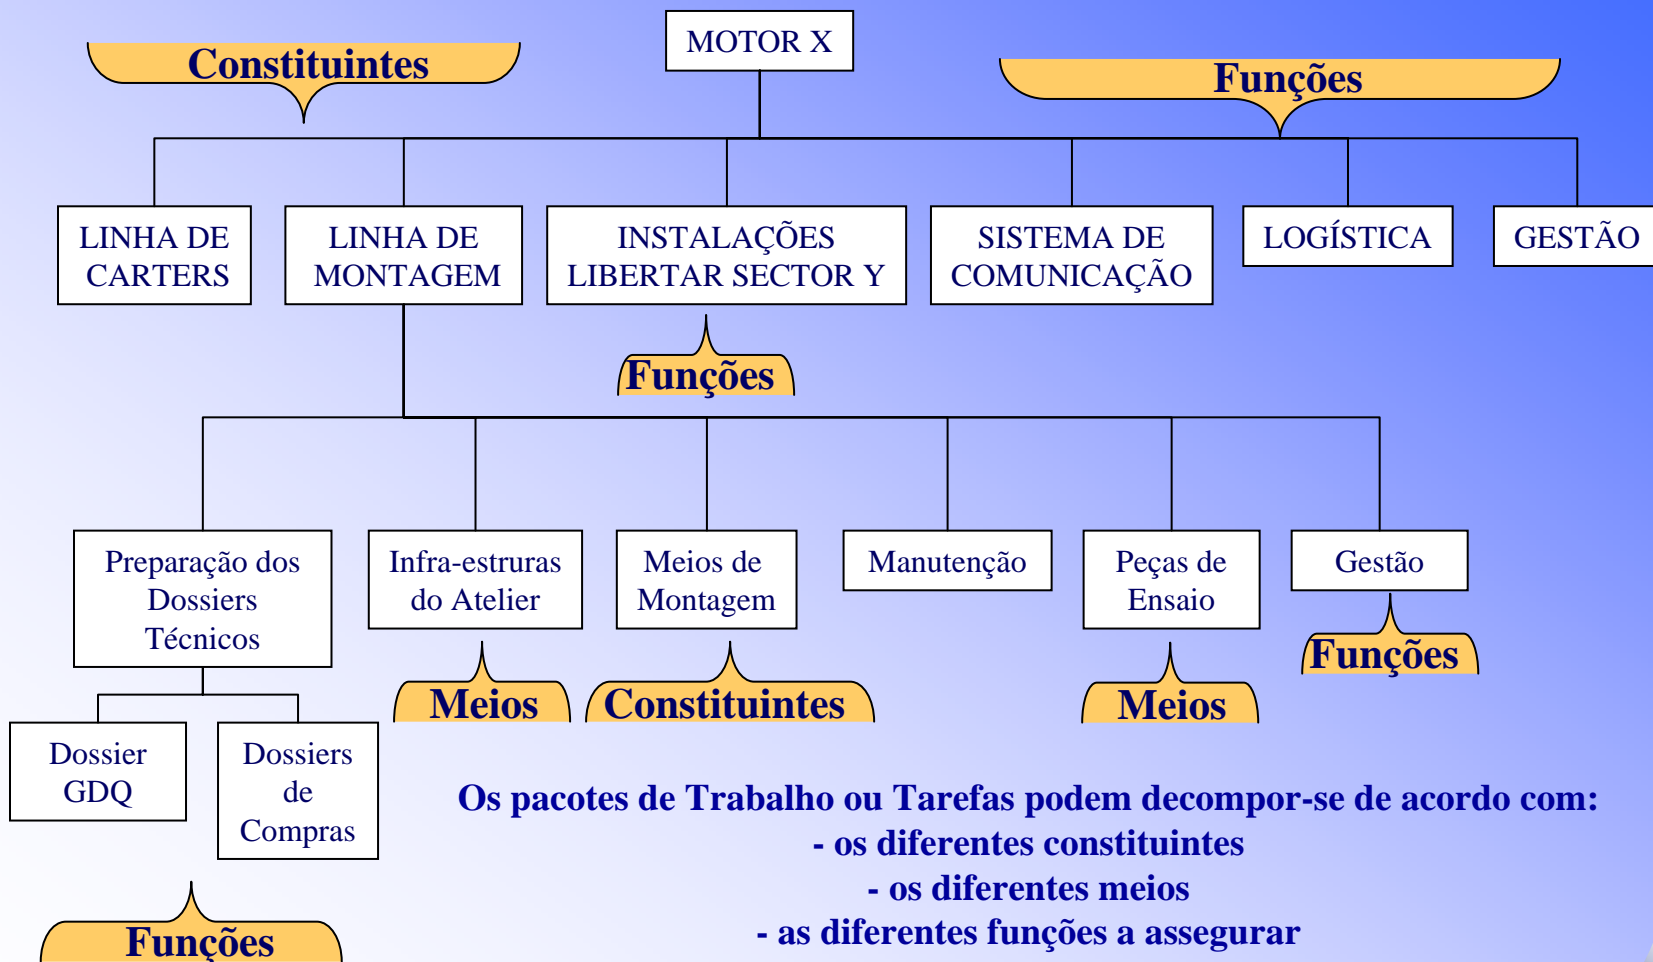 MOTOR X
Constituintes
Funções
LINHA DE
CARTERS
LINHA DE
MONTAGEM
INSTALAÇÕES
LIBERTAR SECTOR Y
SISTEMA DE
COMUNICAÇÃO
LOGÍSTICA
GESTÃO
Funções
Preparação dos
Dossiers
Técnicos
Infra-estruras
do Atelier
Meios de
Montagem
Manutenção
Peças de
Ensaio
Gestão
Meios
Constituintes
Meios
Funções
Dossier
GDQ
Dossiers
de
Compras
Funções
Os pacotes de Trabalho ou Tarefas podem decompor-se de acordo com:
- os diferentes constituintes
- os diferentes meios
- as diferentes funções a assegurar